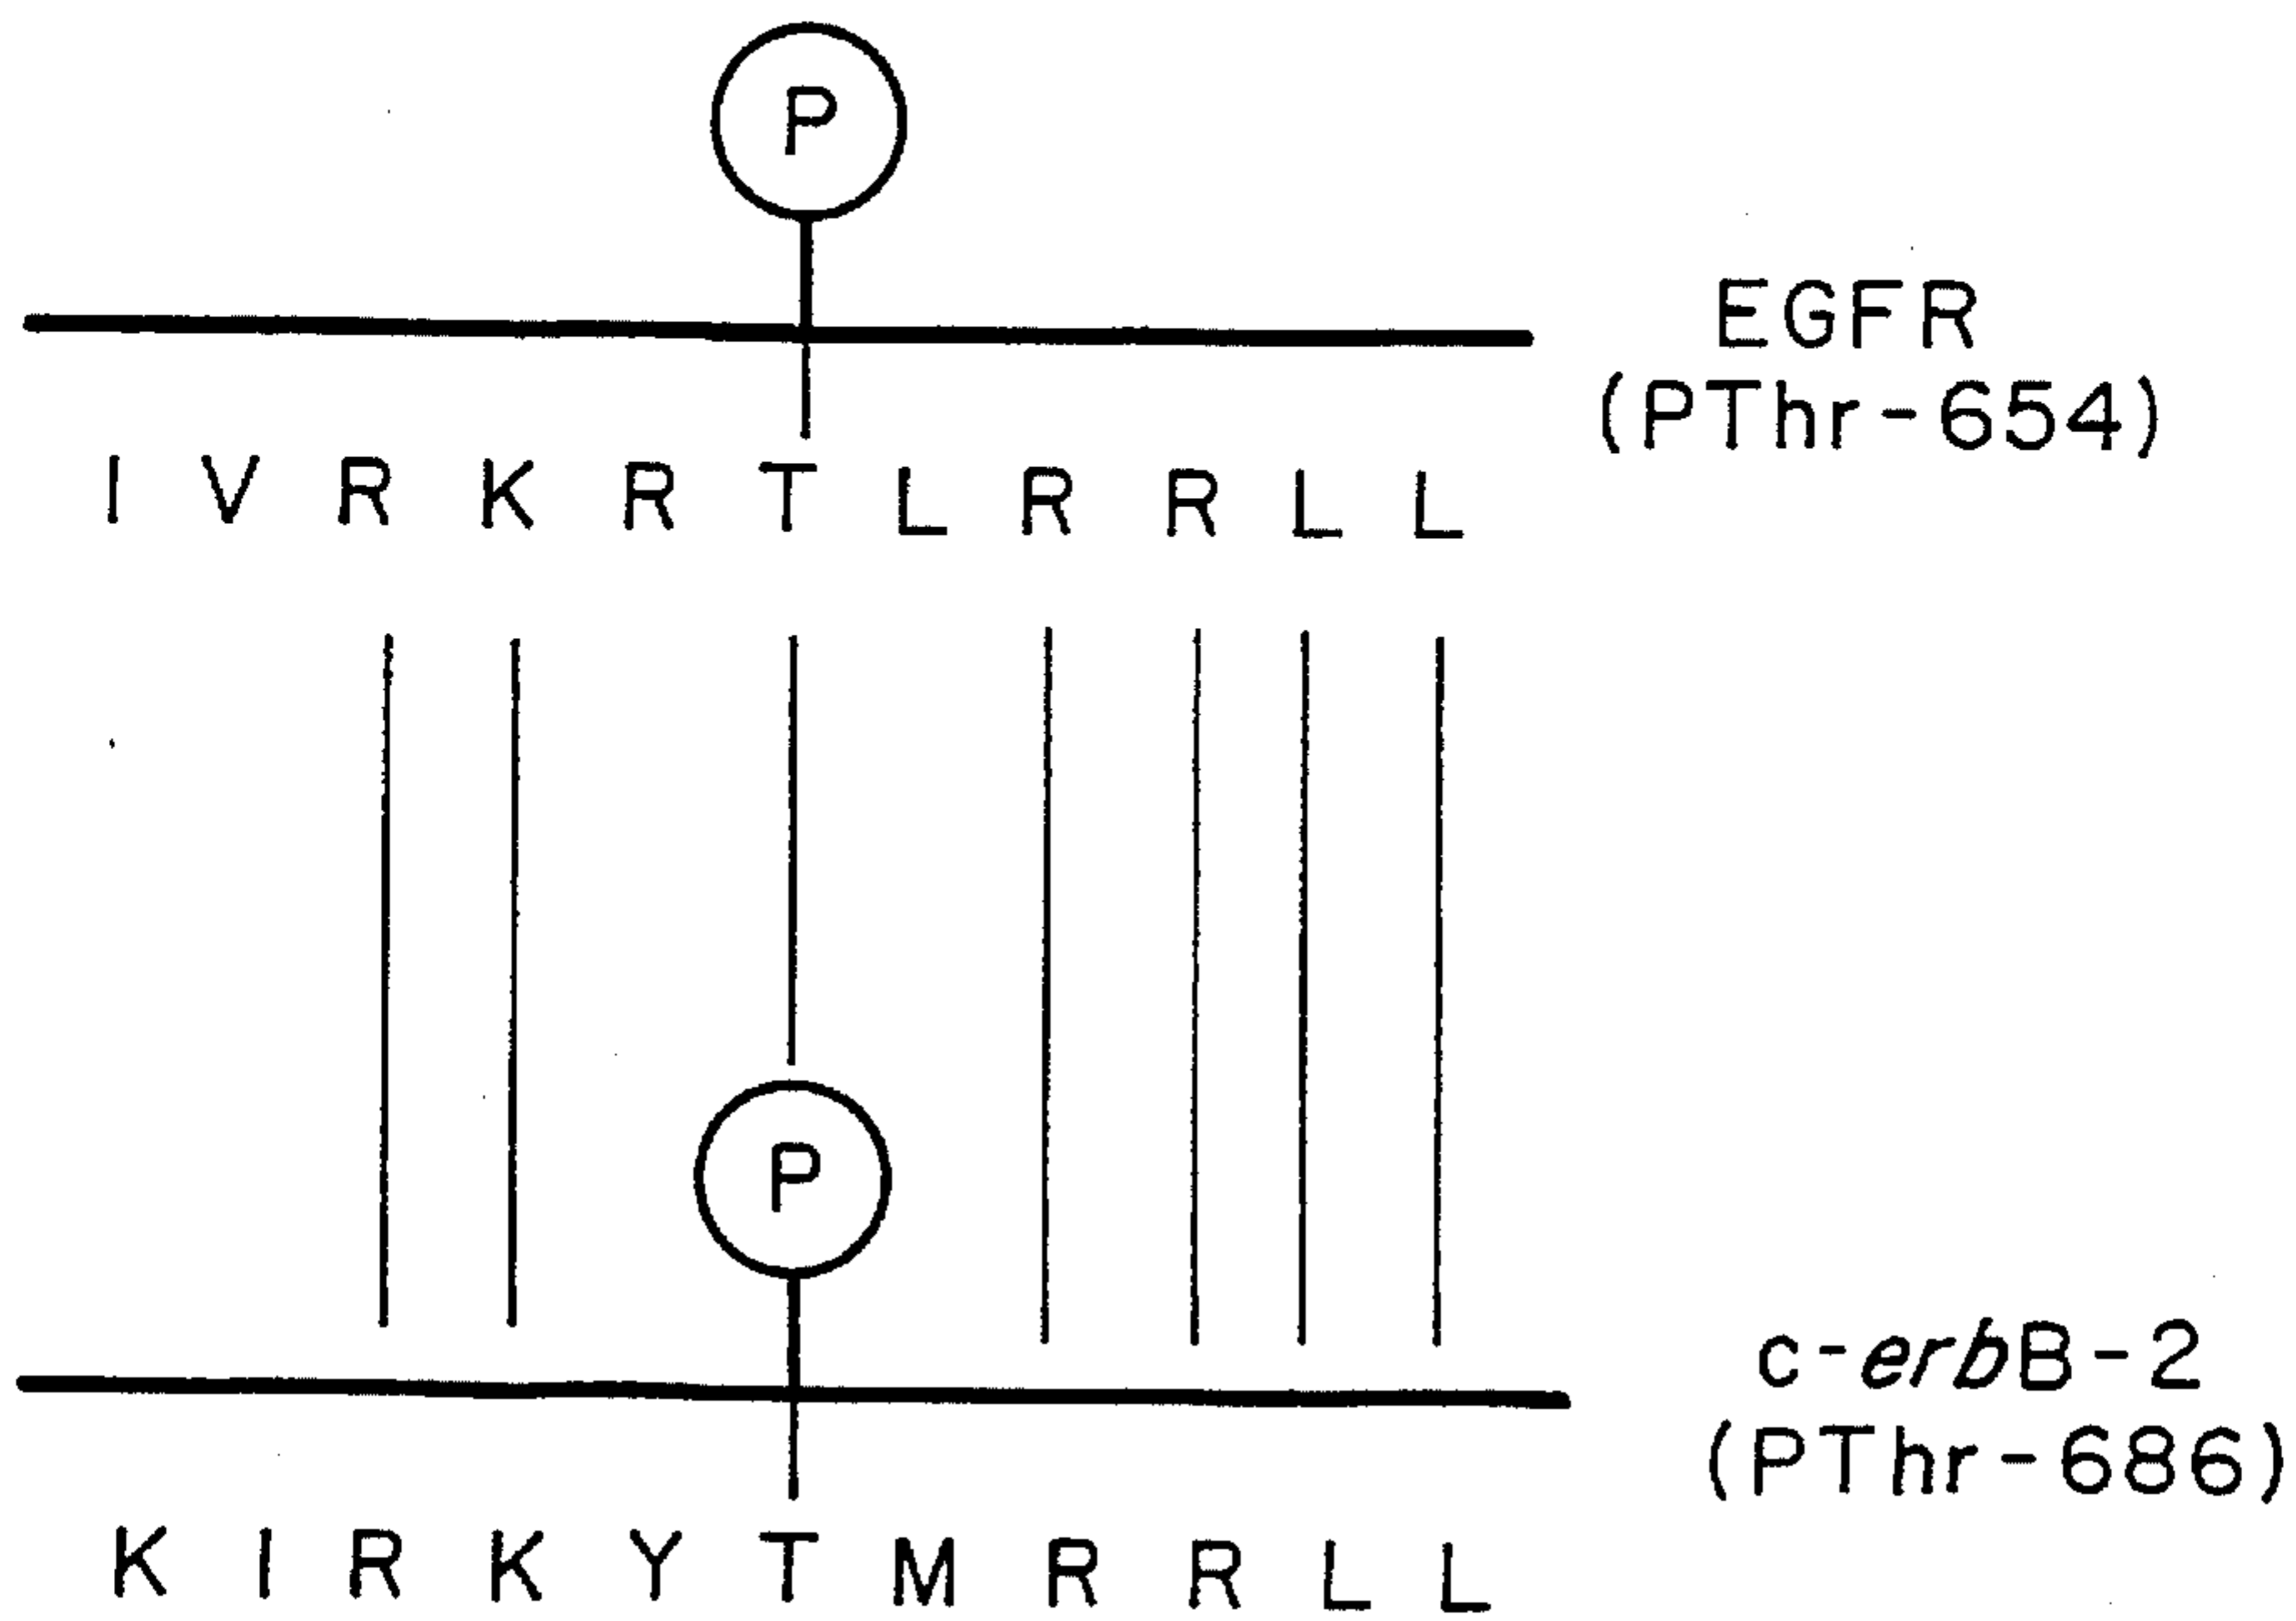 P
EGFR
(PThr-654)
I V R K R T L R R L L
P
c-erbB-2
(PThr-686)
K I R K Y T M R R L L